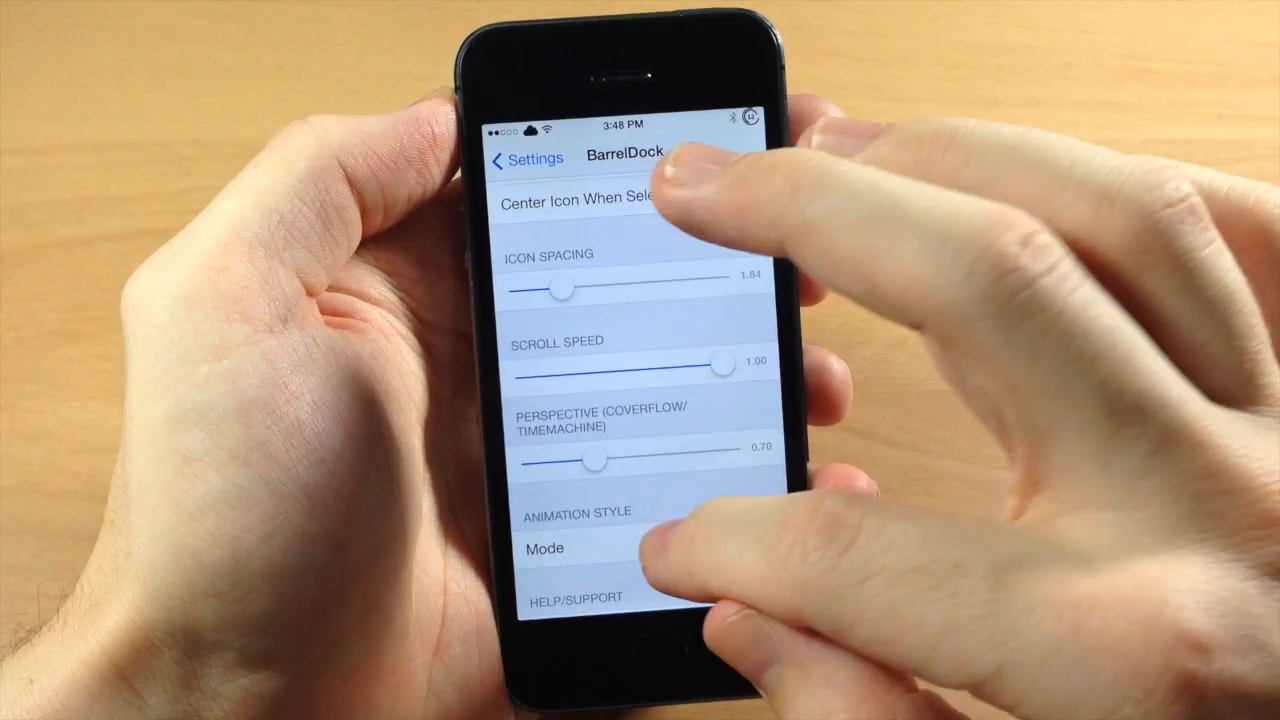 3:48 PM
12
Settings
BarrelDock
Center Icon When
ICON SPACING
1.84
SCROLL SPEED
1.00
PERSPECTIVE (COVERFLOW/
TIMEMACHINE)
0.70
ANIMATION STYLE
Mode
HELP/SUPPORT